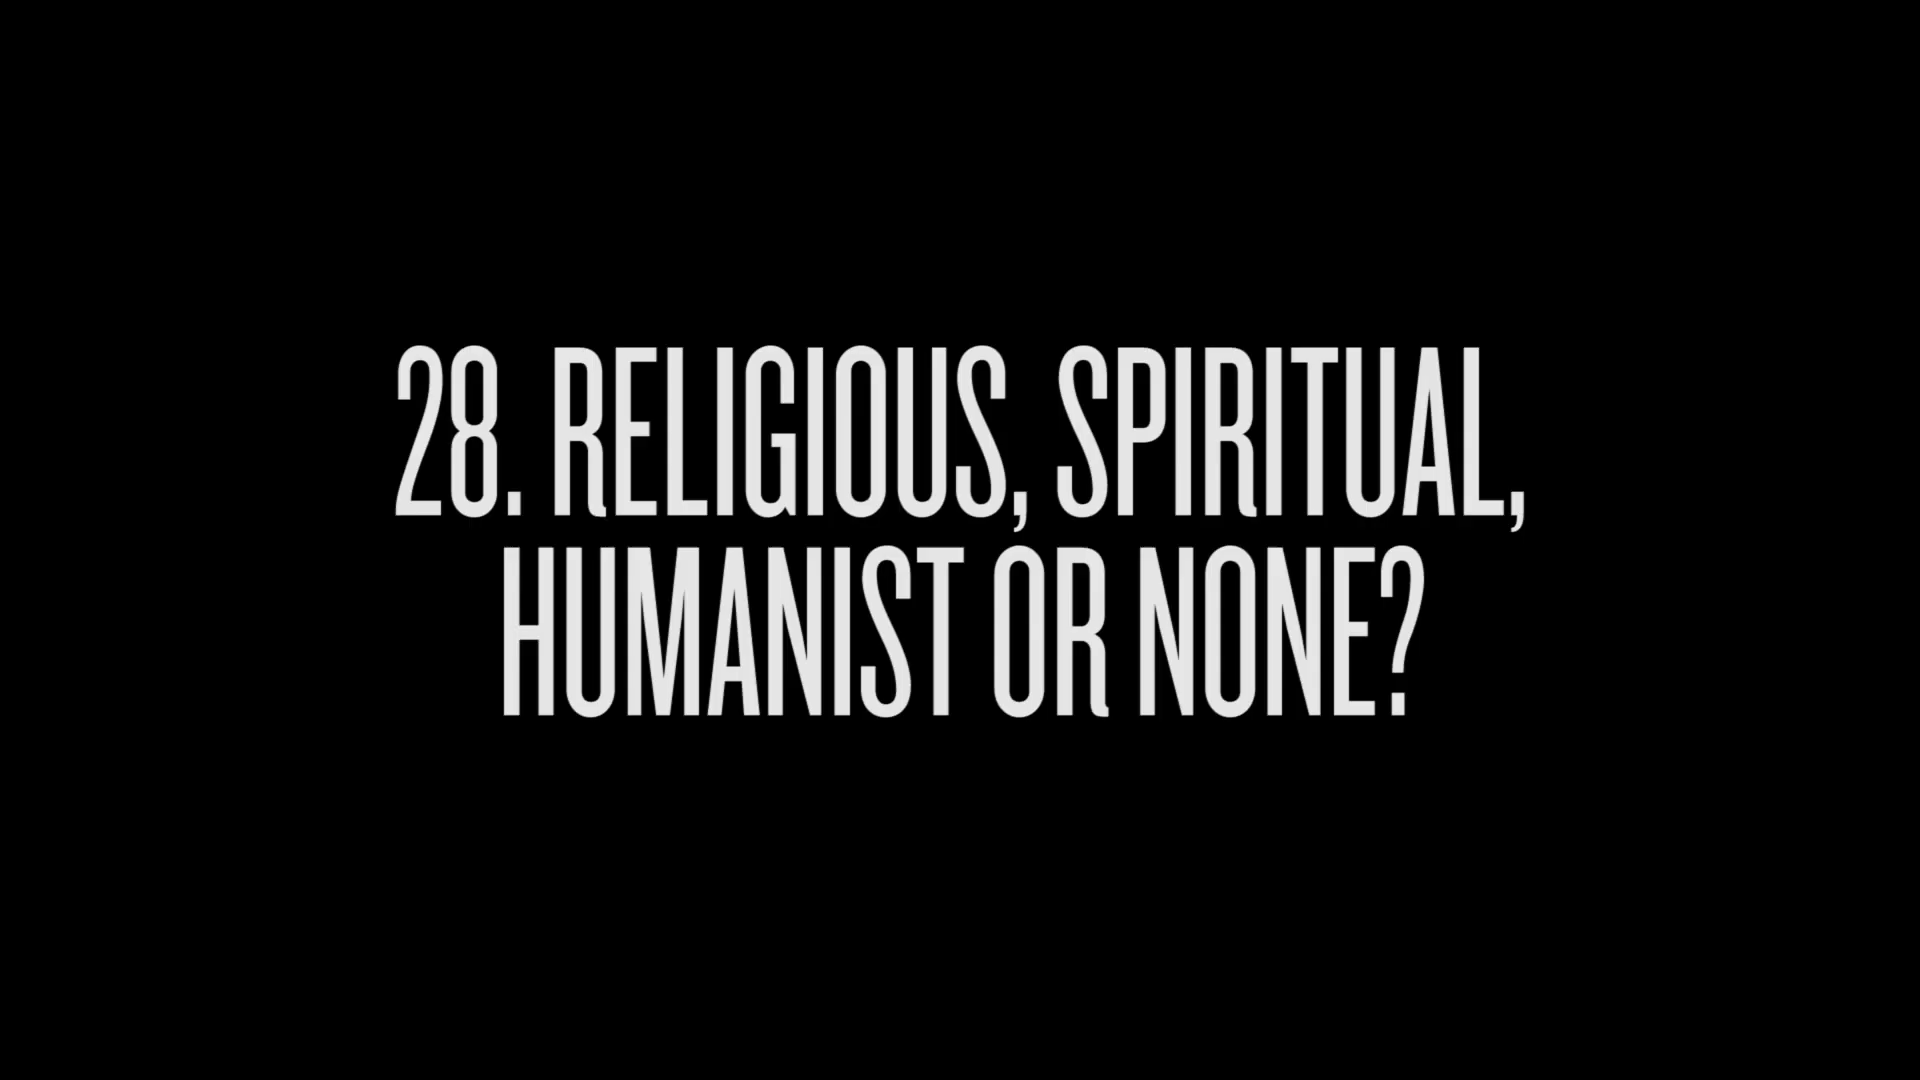 28. RELIGIOUS, SPIRITUAL,
HUMANIST OR NONE?